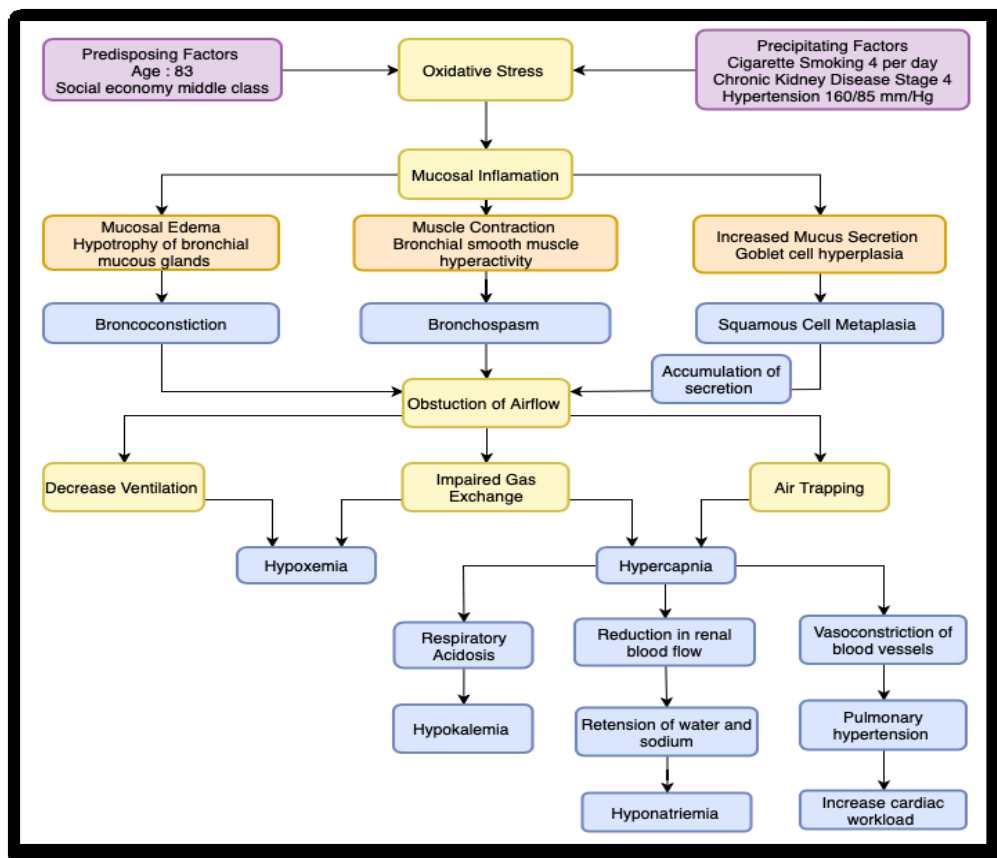 Predisposing Factors
Age : 83
Social economy middle class
Oxidative Stress
Precipitating Factors
Cigarette Smoking 4 per day
Chronic Kidney Disease Stage 4
Hypertension 160/85 mm/Hg
Mucosal Inflamation
Mucosal Edema
Hypotrophy of bronchial
mucous glands
Muscle Contraction
Bronchial smooth muscle
hyperactivity
Increased Mucus Secretion
Goblet cell hyperplasia
Broncoconstiction
Bronchospasm
Squamous Cell Metaplasia
Accumulation of
secretion
Obstuction of Airflow
Decrease Ventilation
Impaired Gas
Exchange
Air Trapping
Hypoxemia
Hypercapnia
Respiratory
Acidosis
Reduction in renal
blood flow
Vasoconstriction of
blood vessels
Hypokalemia
Retension of water and
sodium
Pulmonary
hypertension
Hyponatriemia
Increase cardiac
workload